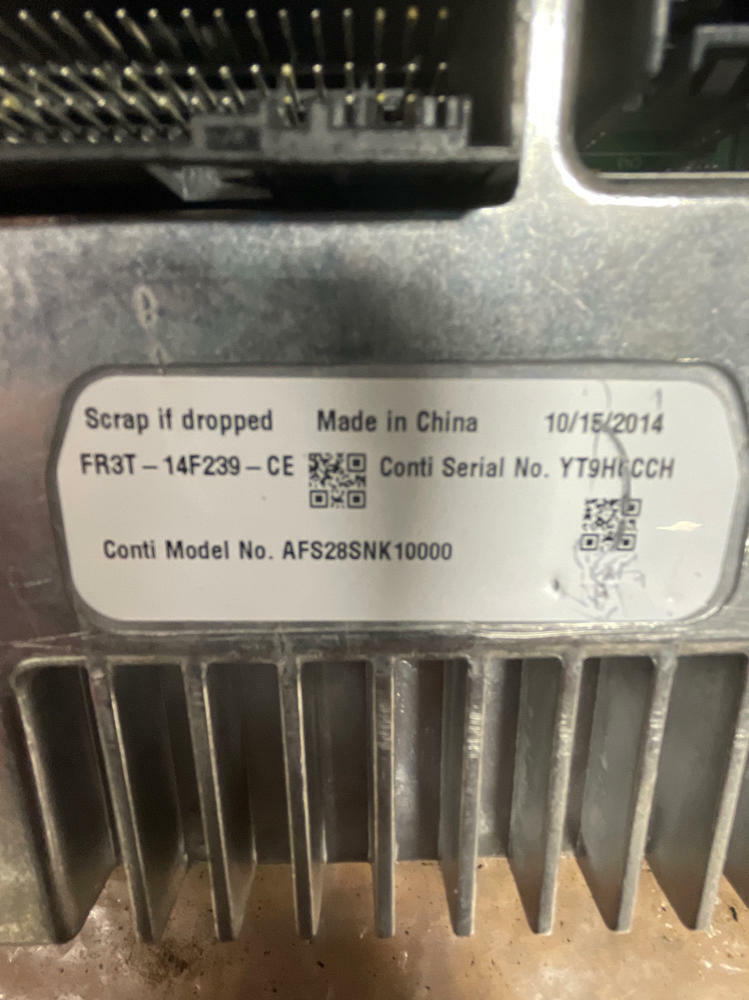 Scrap if dropped Made in China 10/15/2014
FR3T-14F239-CE Conti Serial No.
Conti Model No. AFS28SNK10000